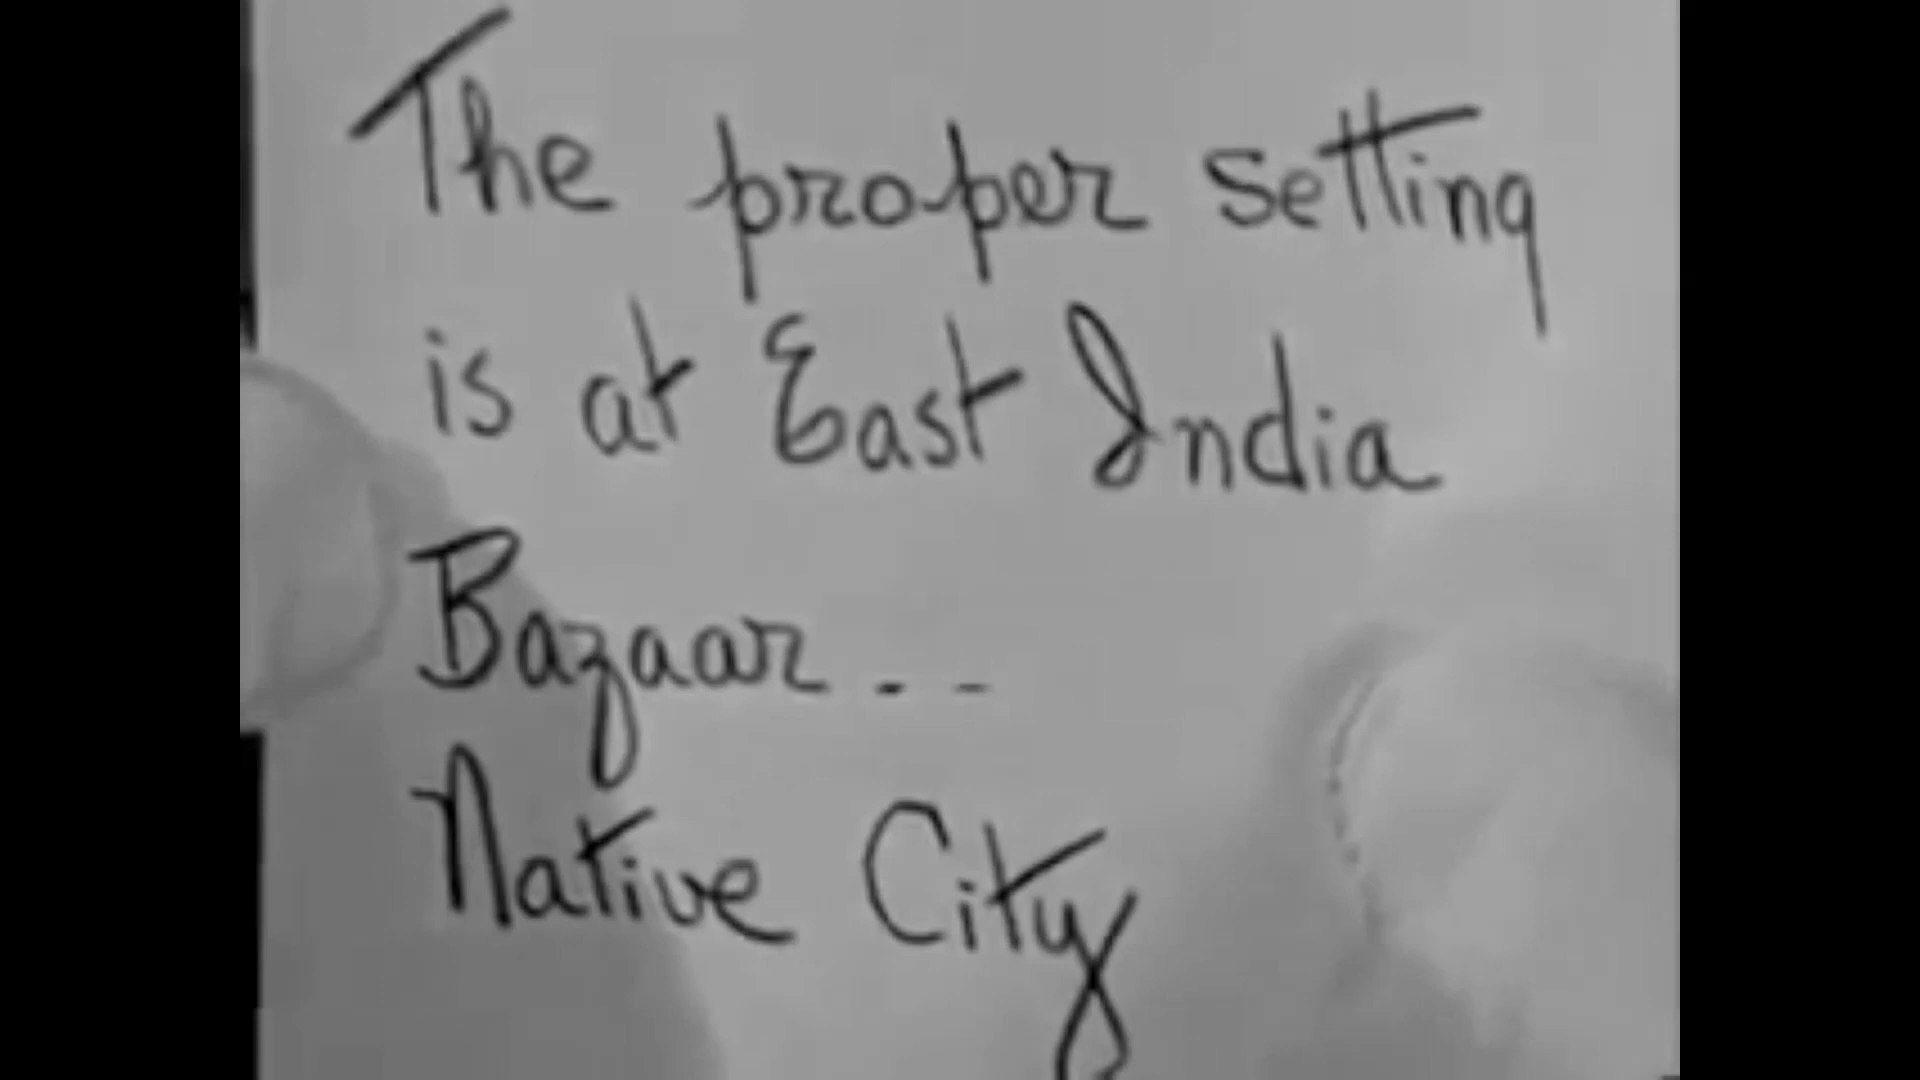 The proper setting
is at East India
Bazaar..
Native City